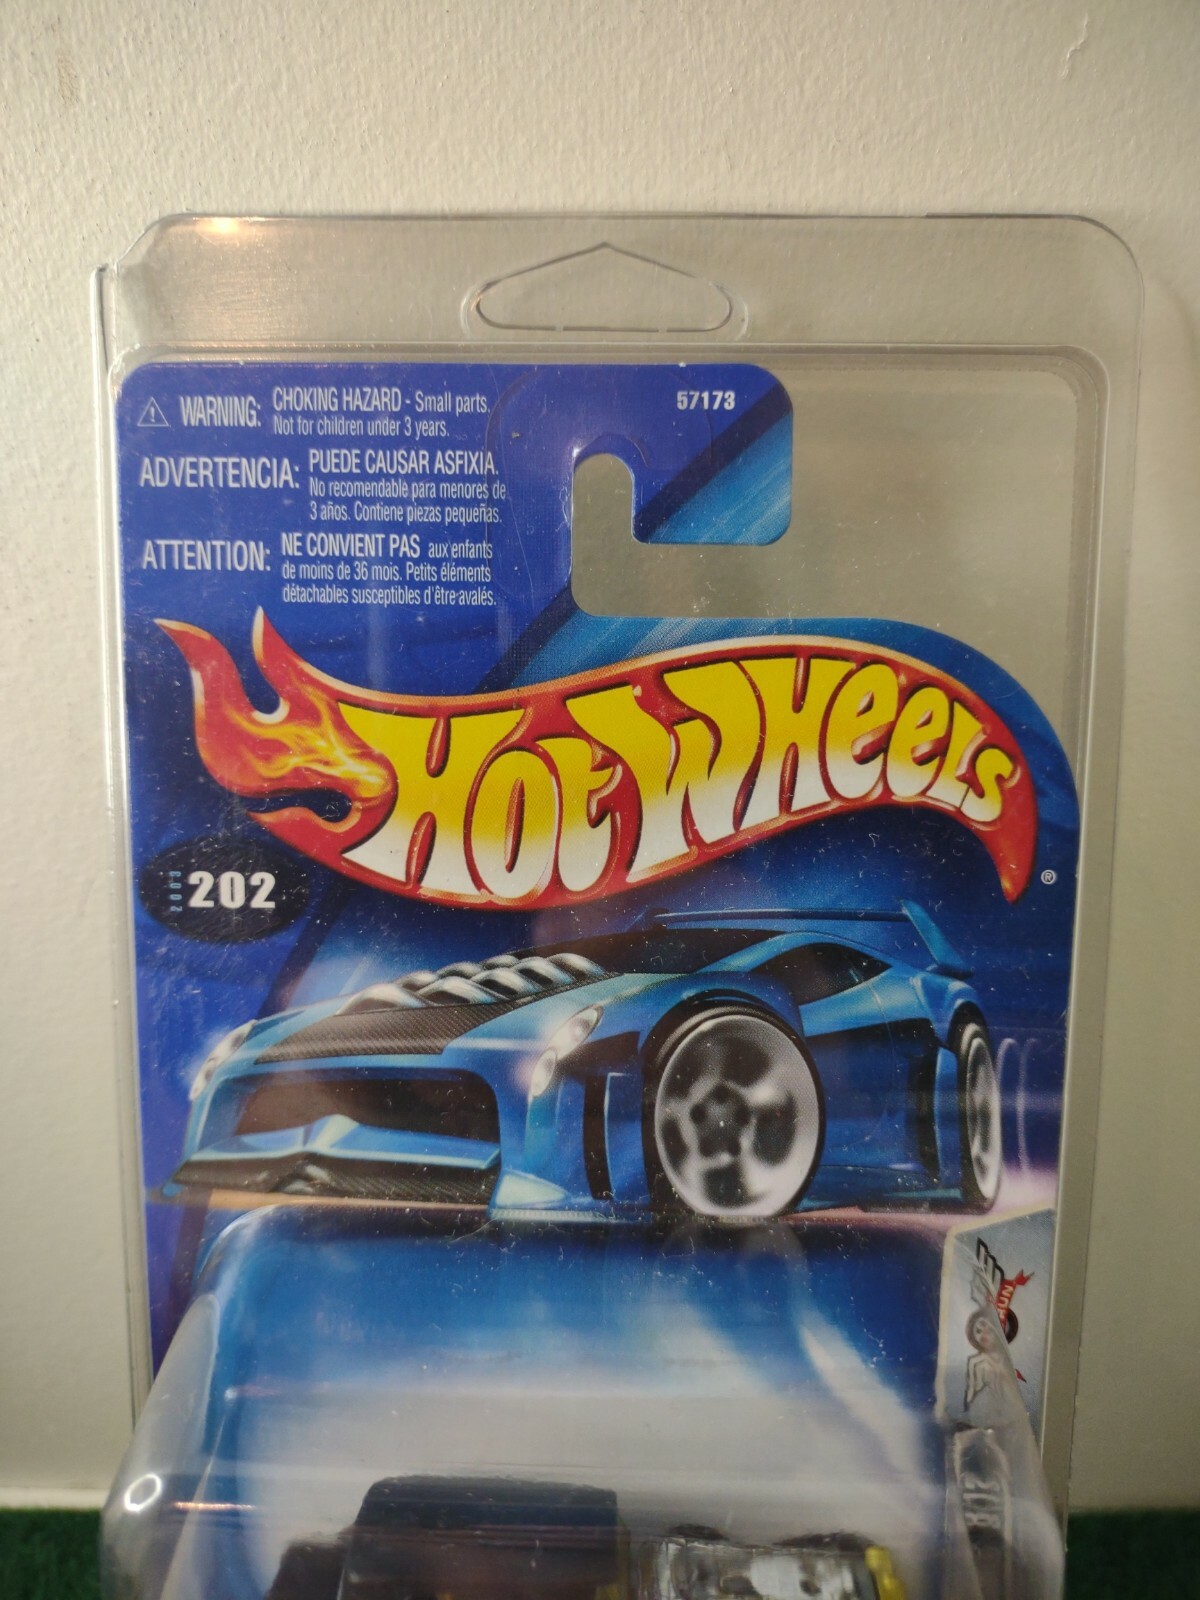 57173
WARNING: CHOKING HAZARD - Small parts.
Not for children under 3 years.
ADVERTENCIA: PUEDE CAUSAR ASFIXIA.
No recomendable para menores de
3 años. Contiene piezas pequeñas.
ATTENTION: NE CONVIENT PAS aux enfants
de moins de 36 mois. Petits éléments
détachables susceptibles d'être avalés.
Hot Wheels ®
2003 202